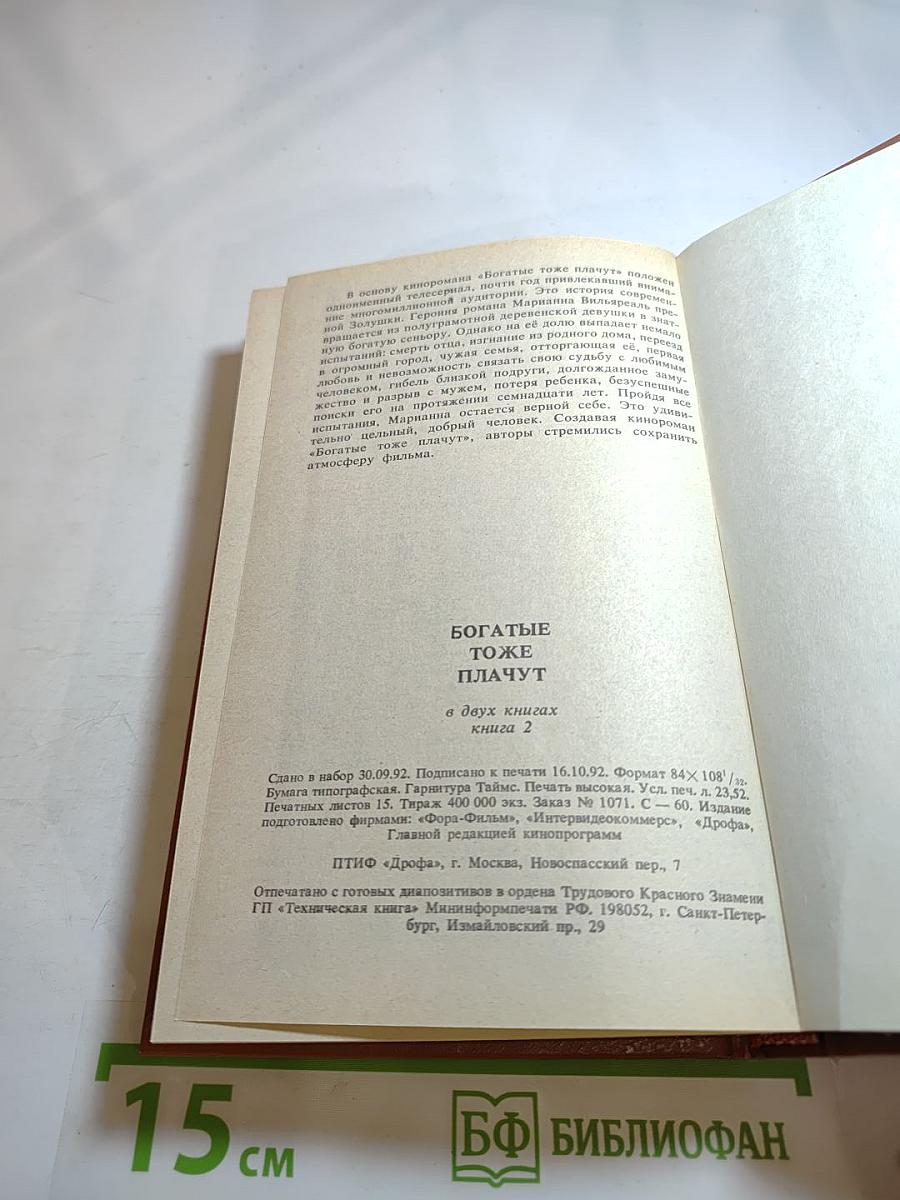 В основу киноромана «Богатые тоже плачут» положен
одноименный телесериал, почти год привлекавший внима-
ние многомиллионной аудитории. Это история современ-
ной Золушки. Героиня романа Марианна Вильяреаль пре-
вращается из полуграмотной деревенской девушки в знат-
ную богатую сеньору. Однако на её долю выпадает немало
испытаний: смерть отца, изгнание из родного дома, переезд
в огромный город, чужая семья, отторгающая её, первая
любовь и невозможность связать свою судьбу с любимым
человеком, гибель близкой подруги, долгожданное заму-
жество и разрыв с мужем, потеря ребенка, безуспешные
поиски его на протяжении семнадцати лет. Пройдя все
испытания, Марианна остается верной себе. Это удиви-
тельно цельный, добрый человек. Создавая кинороман
«Богатые тоже плачут», авторы стремились сохранить
атмосферу фильма.
БОГАТЫЕ
ТОЖЕ
ПЛАЧУТ
в двух книгах
книга 2
Сдано в набор 30.09.92. Подписано к печати 16.10.92. Формат 84×108¹/₃₂.
Бумага типографская. Гарнитура Таймс. Печать высокая. Усл. печ. л. 23,52.
Печатных листов 15. Тираж 400 000 экз. Заказ № 1071. С — 60. Издание
подготовлено фирмами: «Фора-Фильм», «Интервидеокоммерс», «Дрофа»,
Главной редакцией кинопрограмм
ПТИФ «Дрофа», г. Москва, Новоспасский пер., 7
Отпечатано с готовых диапозитивов в ордена Трудового Красного Знамени
ГП «Техническая книга» Мининформпечати РФ. 198052, г. Санкт-Петер-
бург, Измайловский пр., 29
15 см
БФ БИБЛИОФАН